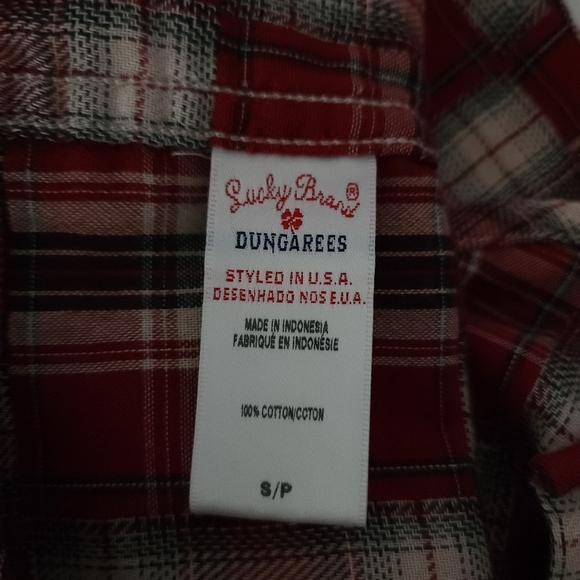 Lucky Brand®
DUNGAREES
STYLED IN U.S.A.
DESENHADO NOS E.U.A.
MADE IN INDONESIA
FABRIQUÉ EN INDONÉSIE
100% COTTON/COTON
S/P